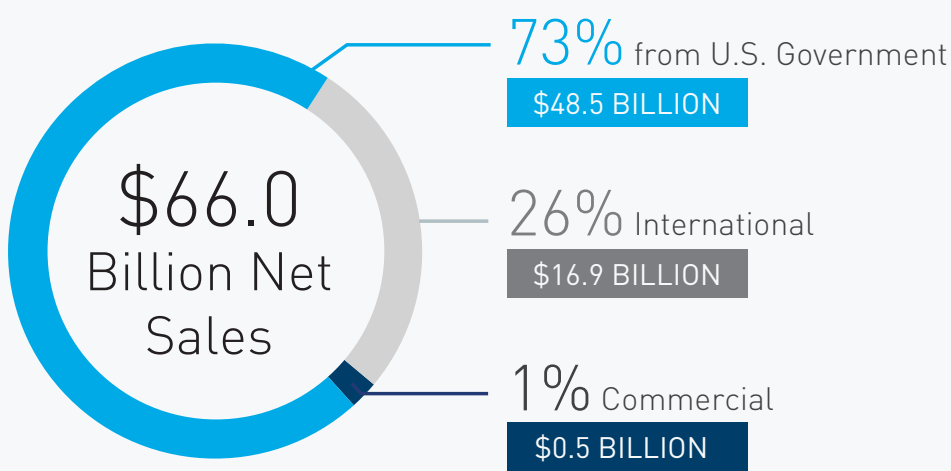 $66.0
Billion Net
Sales
73% from U.S. Government
$48.5 BILLION
26% International
$16.9 BILLION
1% Commercial
$0.5 BILLION